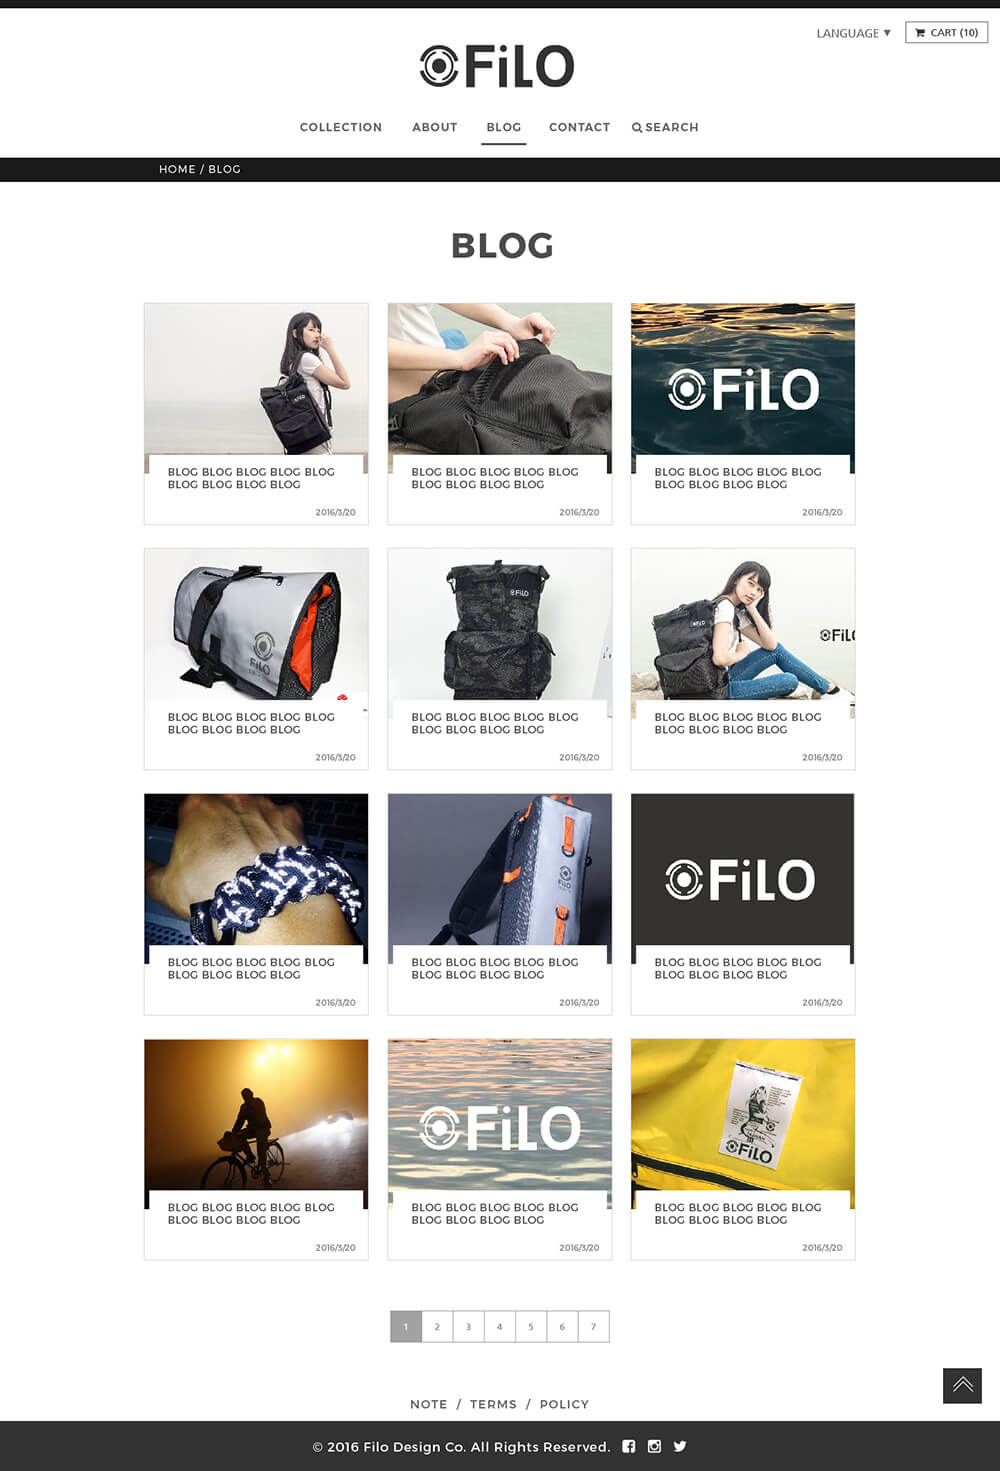 LANGUAGE ▼
CART (10)
FiLO
COLLECTION ABOUT BLOG CONTACT SEARCH
HOME / BLOG
BLOG
FiLO
FiLO
BLOG BLOG BLOG BLOG BLOG
BLOG BLOG BLOG BLOG
2016/3/20
BLOG BLOG BLOG BLOG BLOG
BLOG BLOG BLOG BLOG
2016/3/20
BLOG BLOG BLOG BLOG BLOG
BLOG BLOG BLOG BLOG
2016/3/20
FiLO
FiLO
FiLO
FiLO
BLOG BLOG BLOG BLOG BLOG
BLOG BLOG BLOG BLOG
2016/3/20
BLOG BLOG BLOG BLOG BLOG
BLOG BLOG BLOG BLOG
2016/3/20
BLOG BLOG BLOG BLOG BLOG
BLOG BLOG BLOG BLOG
2016/3/20
FiLO
FiLO
BLOG BLOG BLOG BLOG BLOG
BLOG BLOG BLOG BLOG
2016/3/20
BLOG BLOG BLOG BLOG BLOG
BLOG BLOG BLOG BLOG
2016/3/20
BLOG BLOG BLOG BLOG BLOG
BLOG BLOG BLOG BLOG
2016/3/20
FiLO
FiLO
BLOG BLOG BLOG BLOG BLOG
BLOG BLOG BLOG BLOG
2016/3/20
BLOG BLOG BLOG BLOG BLOG
BLOG BLOG BLOG BLOG
2016/3/20
BLOG BLOG BLOG BLOG BLOG
BLOG BLOG BLOG BLOG
2016/3/20
1 2 3 4 5 6 7
NOTE / TERMS / POLICY
© 2016 Filo Design Co. All Rights Reserved.